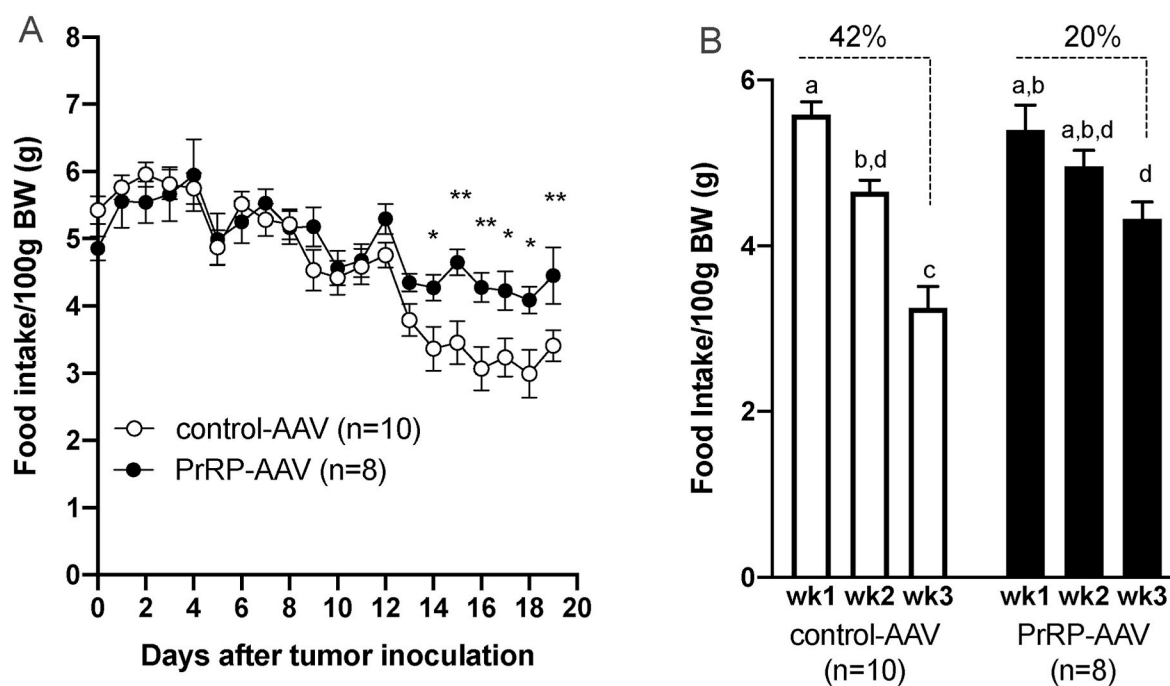 A
8
7
6
5
4
3
2
1
0
Food intake/100g BW (g)
** ** **
* * *
control-AAV (n=10)
PrRP-AAV (n=8)
0 2 4 6 8 10 12 14 16 18 20
Days after tumor inoculation
B
42% 20%
6
4
2
0
Food Intake/100g BW (g)
a b,d c a,b a,b,d d
wk1 wk2 wk3 wk1 wk2 wk3
control-AAV PrRP-AAV
(n=10) (n=8)